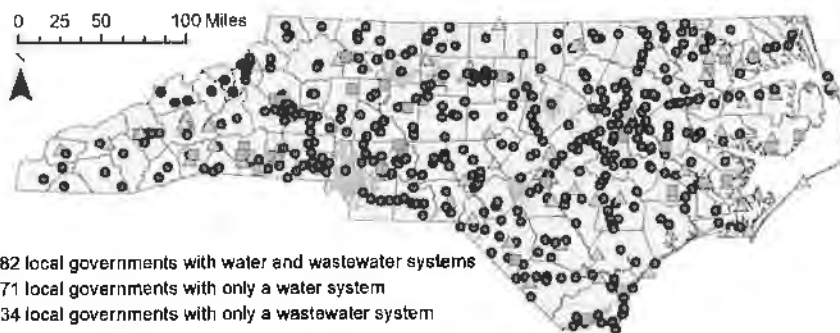 0 25 50 100 Miles
82 local governments with water and wastewater systems
71 local governments with only a water system
34 local governments with only a wastewater system